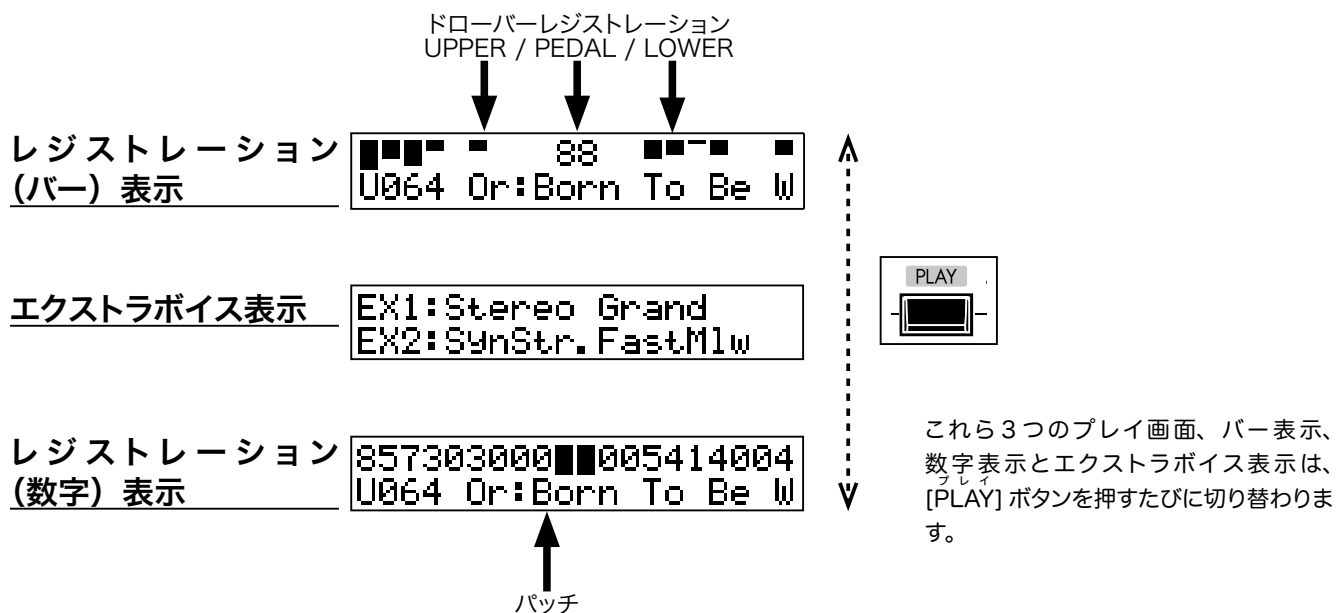 ドローバーレジストレーション
UPPER / PEDAL / LOWER
レジストレーション
（バー）表示
88
U064 Or:Born To Be W
エクストラボイス表示
EX1:Stereo Grand
EX2:SynStr.FastMlw
レジストレーション
（数字）表示
857303000██005414004
U064 Or:Born To Be W
パッチ
PLAY
これら３つのプレイ画面、バー表示、
数字表示とエクストラボイス表示は、
プレイ
[PLAY] ボタンを押すたびに切り替わりま
す。